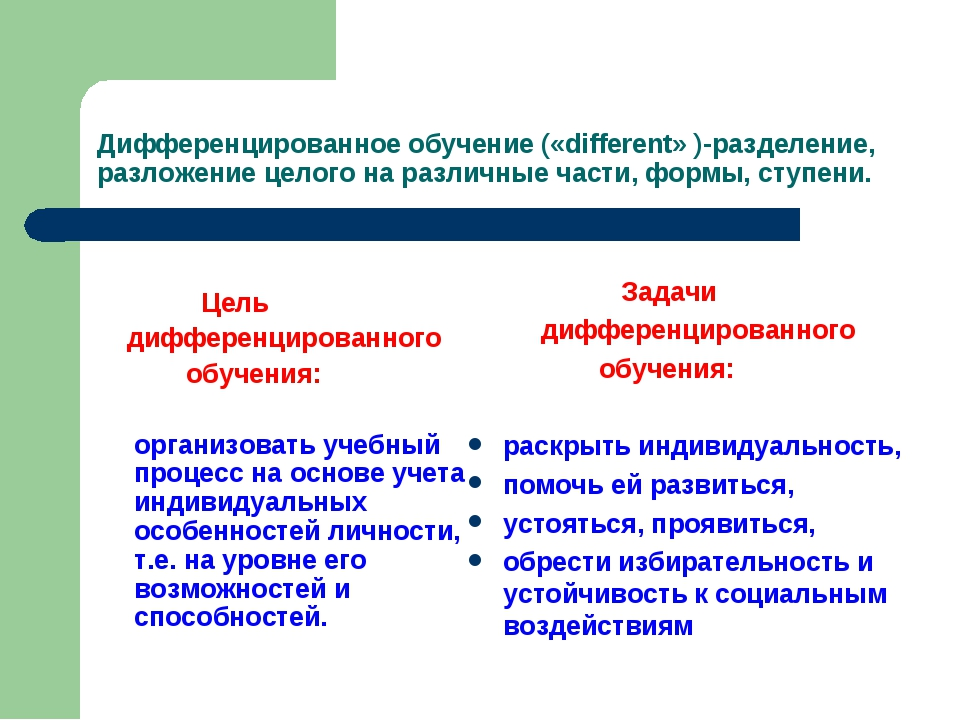 Дифференцированное обучение («different» )-разделение,
разложение целого на различные части, формы, ступени.
Цель
дифференцированного
обучения:
организовать учебный
процесс на основе учета
индивидуальных
особенностей личности,
т.е. на уровне его
возможностей и
способностей.
Задачи
дифференцированного
обучения:
раскрыть индивидуальность,
помочь ей развиться,
устояться, проявиться,
обрести избирательность и
устойчивость к социальным
воздействиям